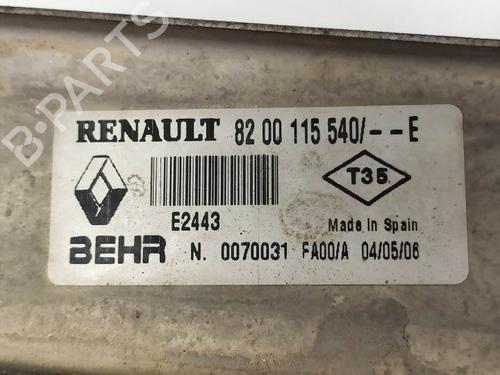 B-PARTS
RENAULT 82 00 115 540/--E
T35
E2443
Made in Spain
BEHR N. 0070031 FA00/A 04/05/06